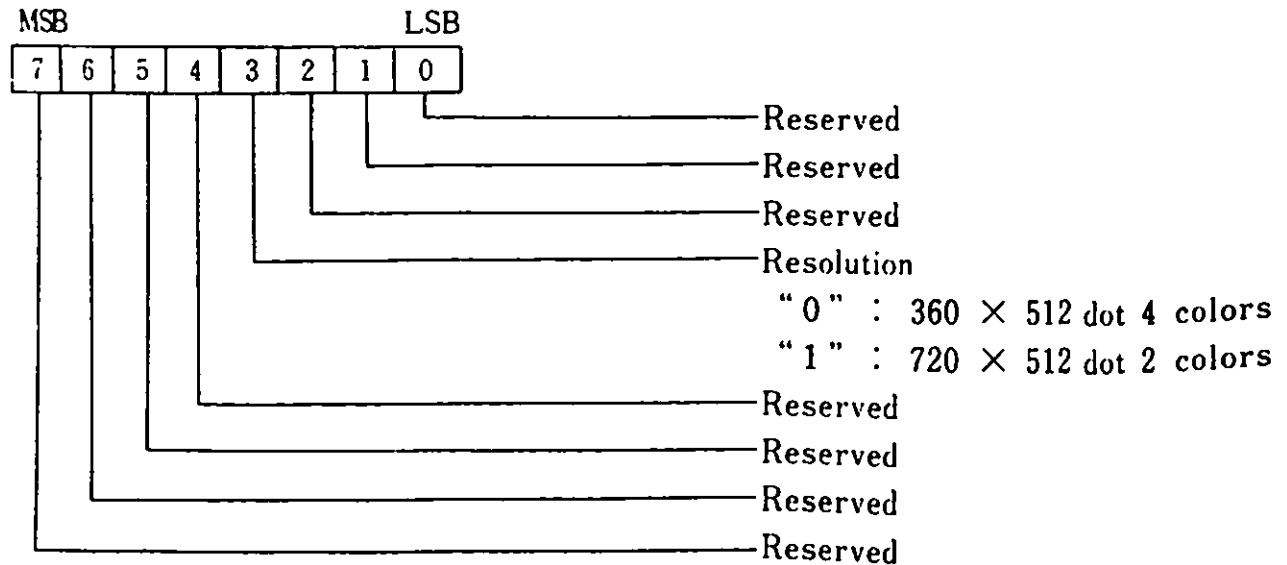 MSB LSB
7 6 5 4 3 2 1 0
Reserved
Reserved
Reserved
Resolution
“0” : 360 × 512 dot 4 colors
“1” : 720 × 512 dot 2 colors
Reserved
Reserved
Reserved
Reserved